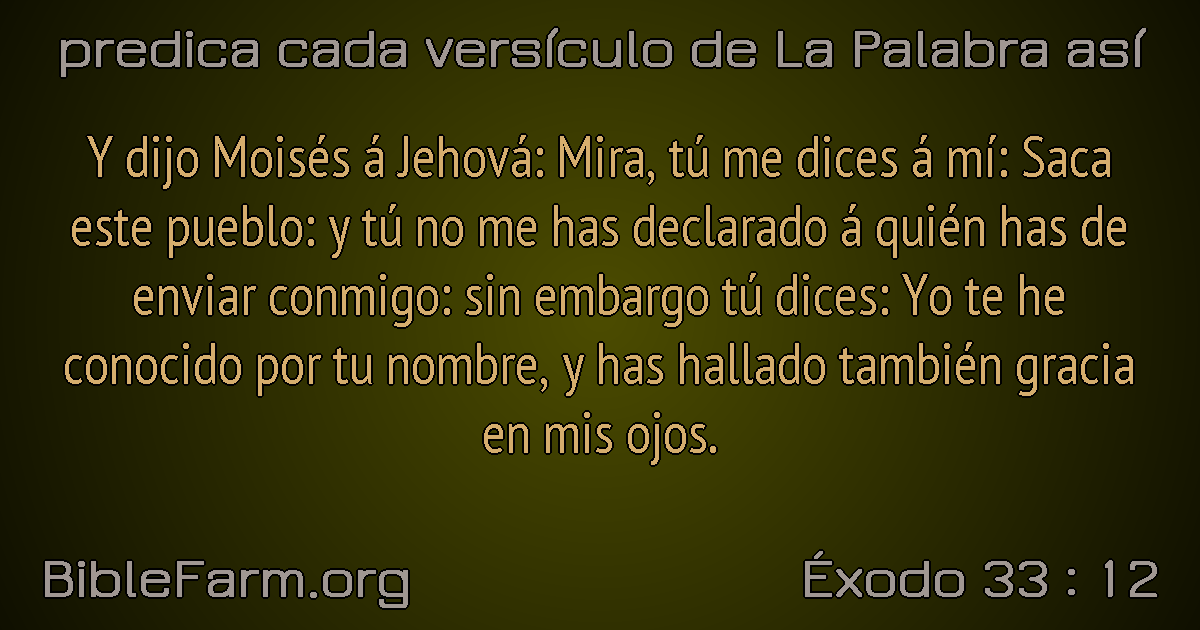 predica cada versículo de La Palabra así
Y dijo Moisés á Jehová: Mira, tú me dices á mí: Saca
este pueblo: y tú no me has declarado á quién has de
enviar conmigo: sin embargo tú dices: Yo te he
conocido por tu nombre, y has hallado también gracia
en mis ojos.
BibleFarm.org
Éxodo 33 : 12